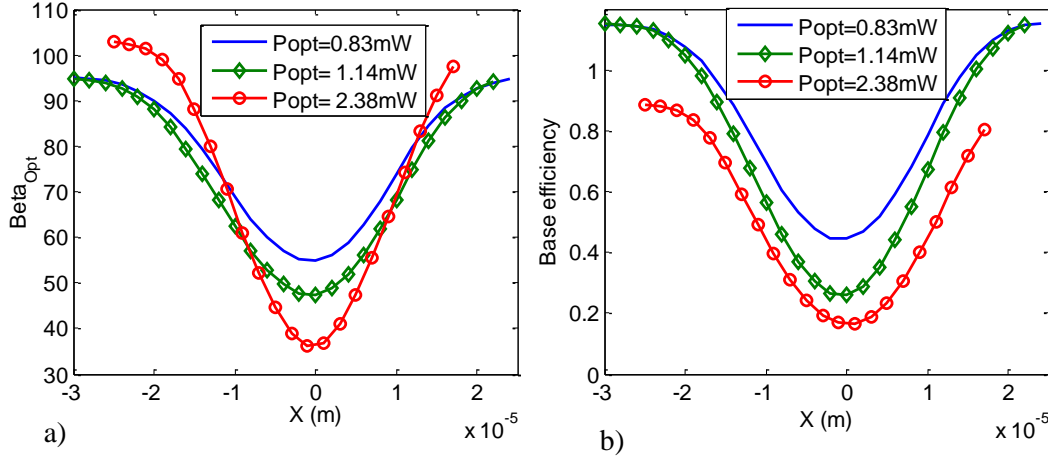 110
100
90
80
70
60
50
40
30
Beta Opt
Popt=0.83mW
Popt= 1.14mW
Popt= 2.38mW
-3 -2 -1 0 1 2
X (m)
x 10^-5
a)
1
0.8
0.6
0.4
0.2
0
Base efficiency
Popt=0.83mW
Popt=1.14mW
Popt=2.38mW
-3 -2 -1 0 1 2
X (m)
x 10^-5
b)